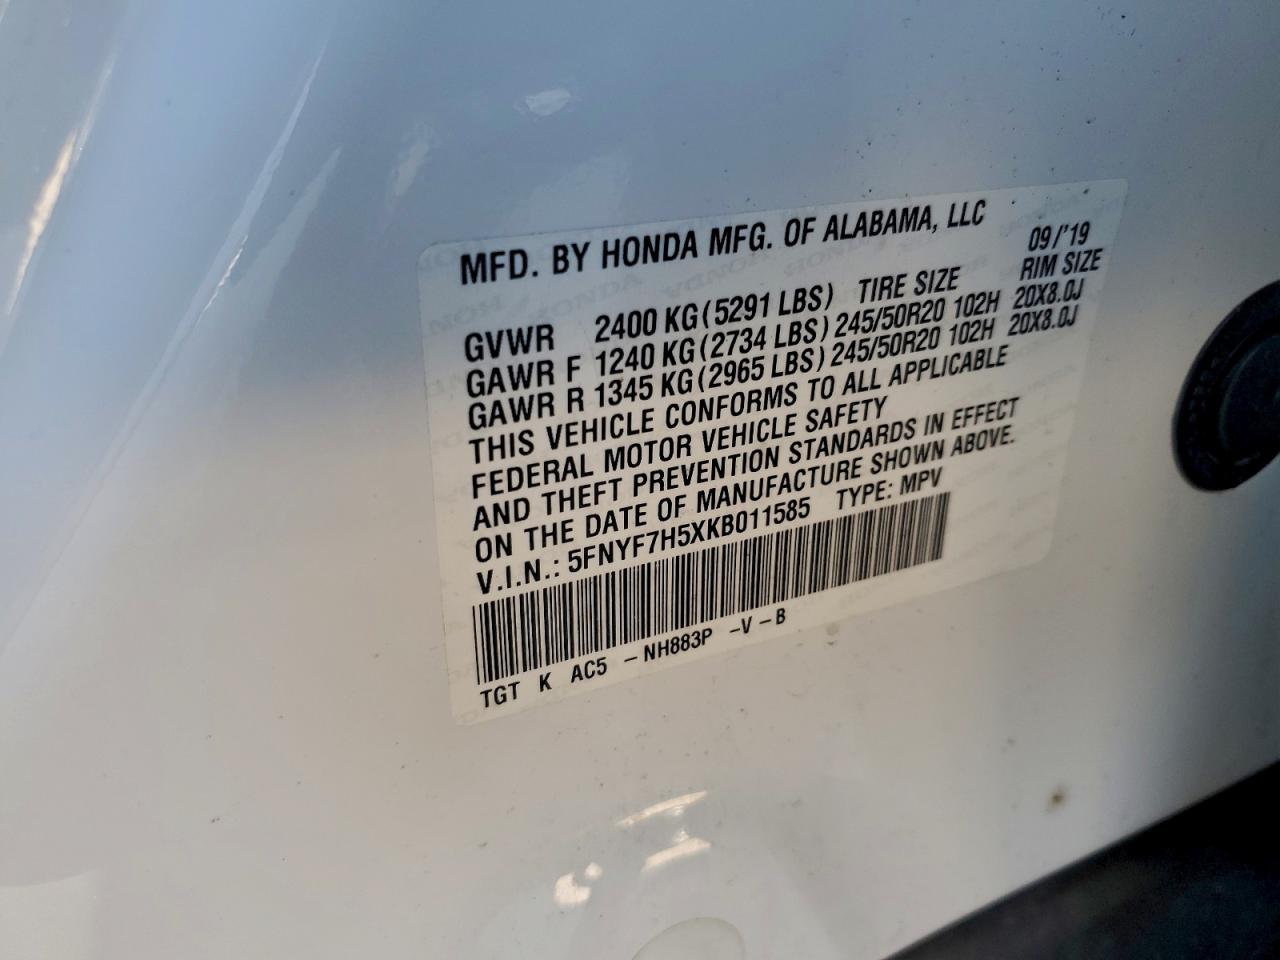 MFD. BY HONDA MFG. OF ALABAMA, LLC
09/'19
GVWR 2400 KG(5291 LBS) TIRE SIZE RIM SIZE
GAWR F 1240 KG(2734 LBS) 245/50R20 102H 20X8.0J
GAWR R 1345 KG(2965 LBS) 245/50R20 102H 20X8.0J
THIS VEHICLE CONFORMS TO ALL APPLICABLE
FEDERAL MOTOR VEHICLE SAFETY
AND THEFT PREVENTION STANDARDS IN EFFECT
ON THE DATE OF MANUFACTURE SHOWN ABOVE.
V.I.N.: 5FNYF7H5XKB011585 TYPE: MPV
TGT K AC5 -NH883P -V-B